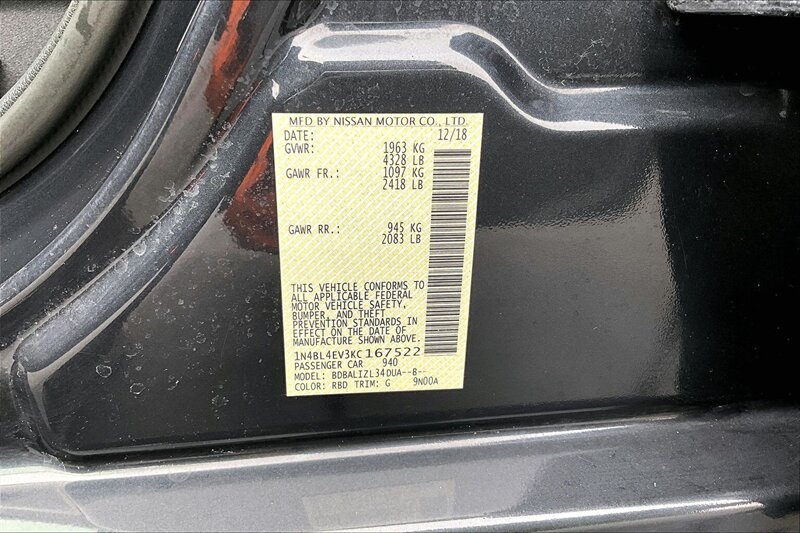 MFD BY NISSAN MOTOR CO., LTD.
DATE: 12/18
GVWR: 1963 KG
4328 LB
GAWR FR.: 1097 KG
2418 LB
GAWR RR.: 945 KG
2083 LB
THIS VEHICLE CONFORMS TO
ALL APPLICABLE FEDERAL
MOTOR VEHICLE SAFETY,
BUMPER, AND THEFT
PREVENTION STANDARDS IN
EFFECT ON THE DATE OF
MANUFACTURE SHOWN ABOVE.
1N4BL4EV3KC167522
PASSENGER CAR 940
MODEL: BDBALIZL34DUA--B--
COLOR: RBD TRIM: G 9N00A